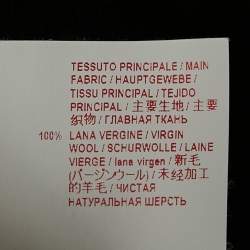 TESSUTO PRINCIPALE / MAIN
FABRIC / HAUPTGEWEBE /
TISSU PRINCIPAL / TEJIDO
PRINCIPAL / 主要生地 / 主要
织物 / ГЛАВНАЯ ТКАНЬ
100% LANA VERGINE / VIRGIN
WOOL / SCHURWOLLE / LAINE
VIERGE / lana virgen / 新毛
(バージンウール) / 未经加工
的羊毛 / ЧИСТАЯ
НАТУРАЛЬНАЯ ШЕРСТЬ